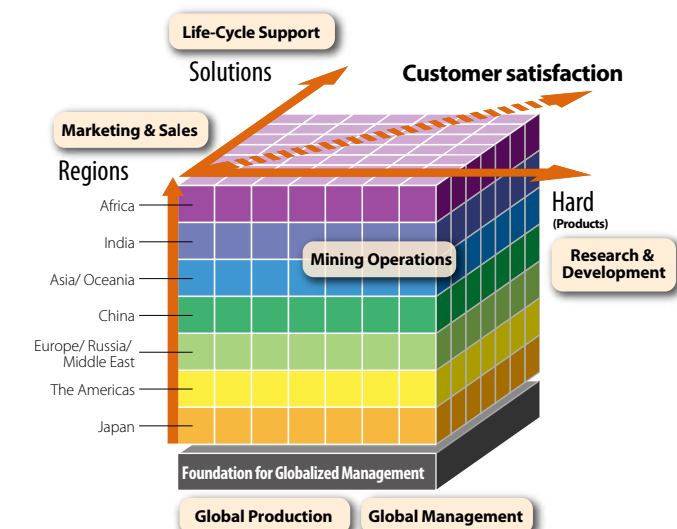 Life-Cycle Support
Solutions
Customer satisfaction
Marketing & Sales
Regions
Africa
India
Asia/ Oceania
China
Europe/ Russia/
Middle East
The Americas
Japan
Mining Operations
Hard
(Products)
Research &
Development
Foundation for Globalized Management
Global Production
Global Management